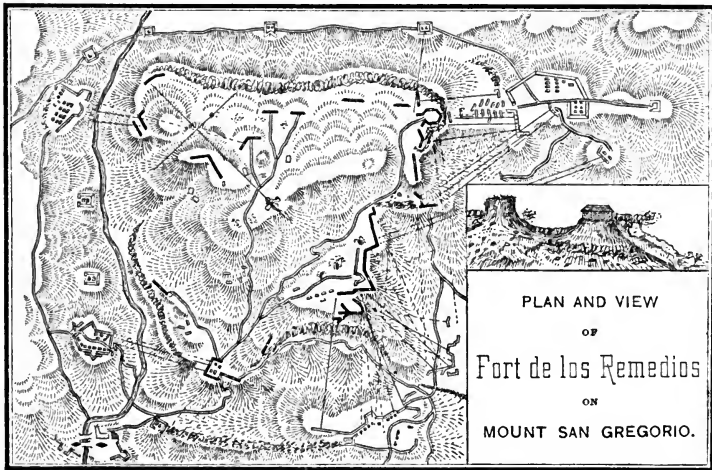 PLAN AND VIEW
OF
Fort de los Remedios
ON
MOUNT SAN GREGORIO.